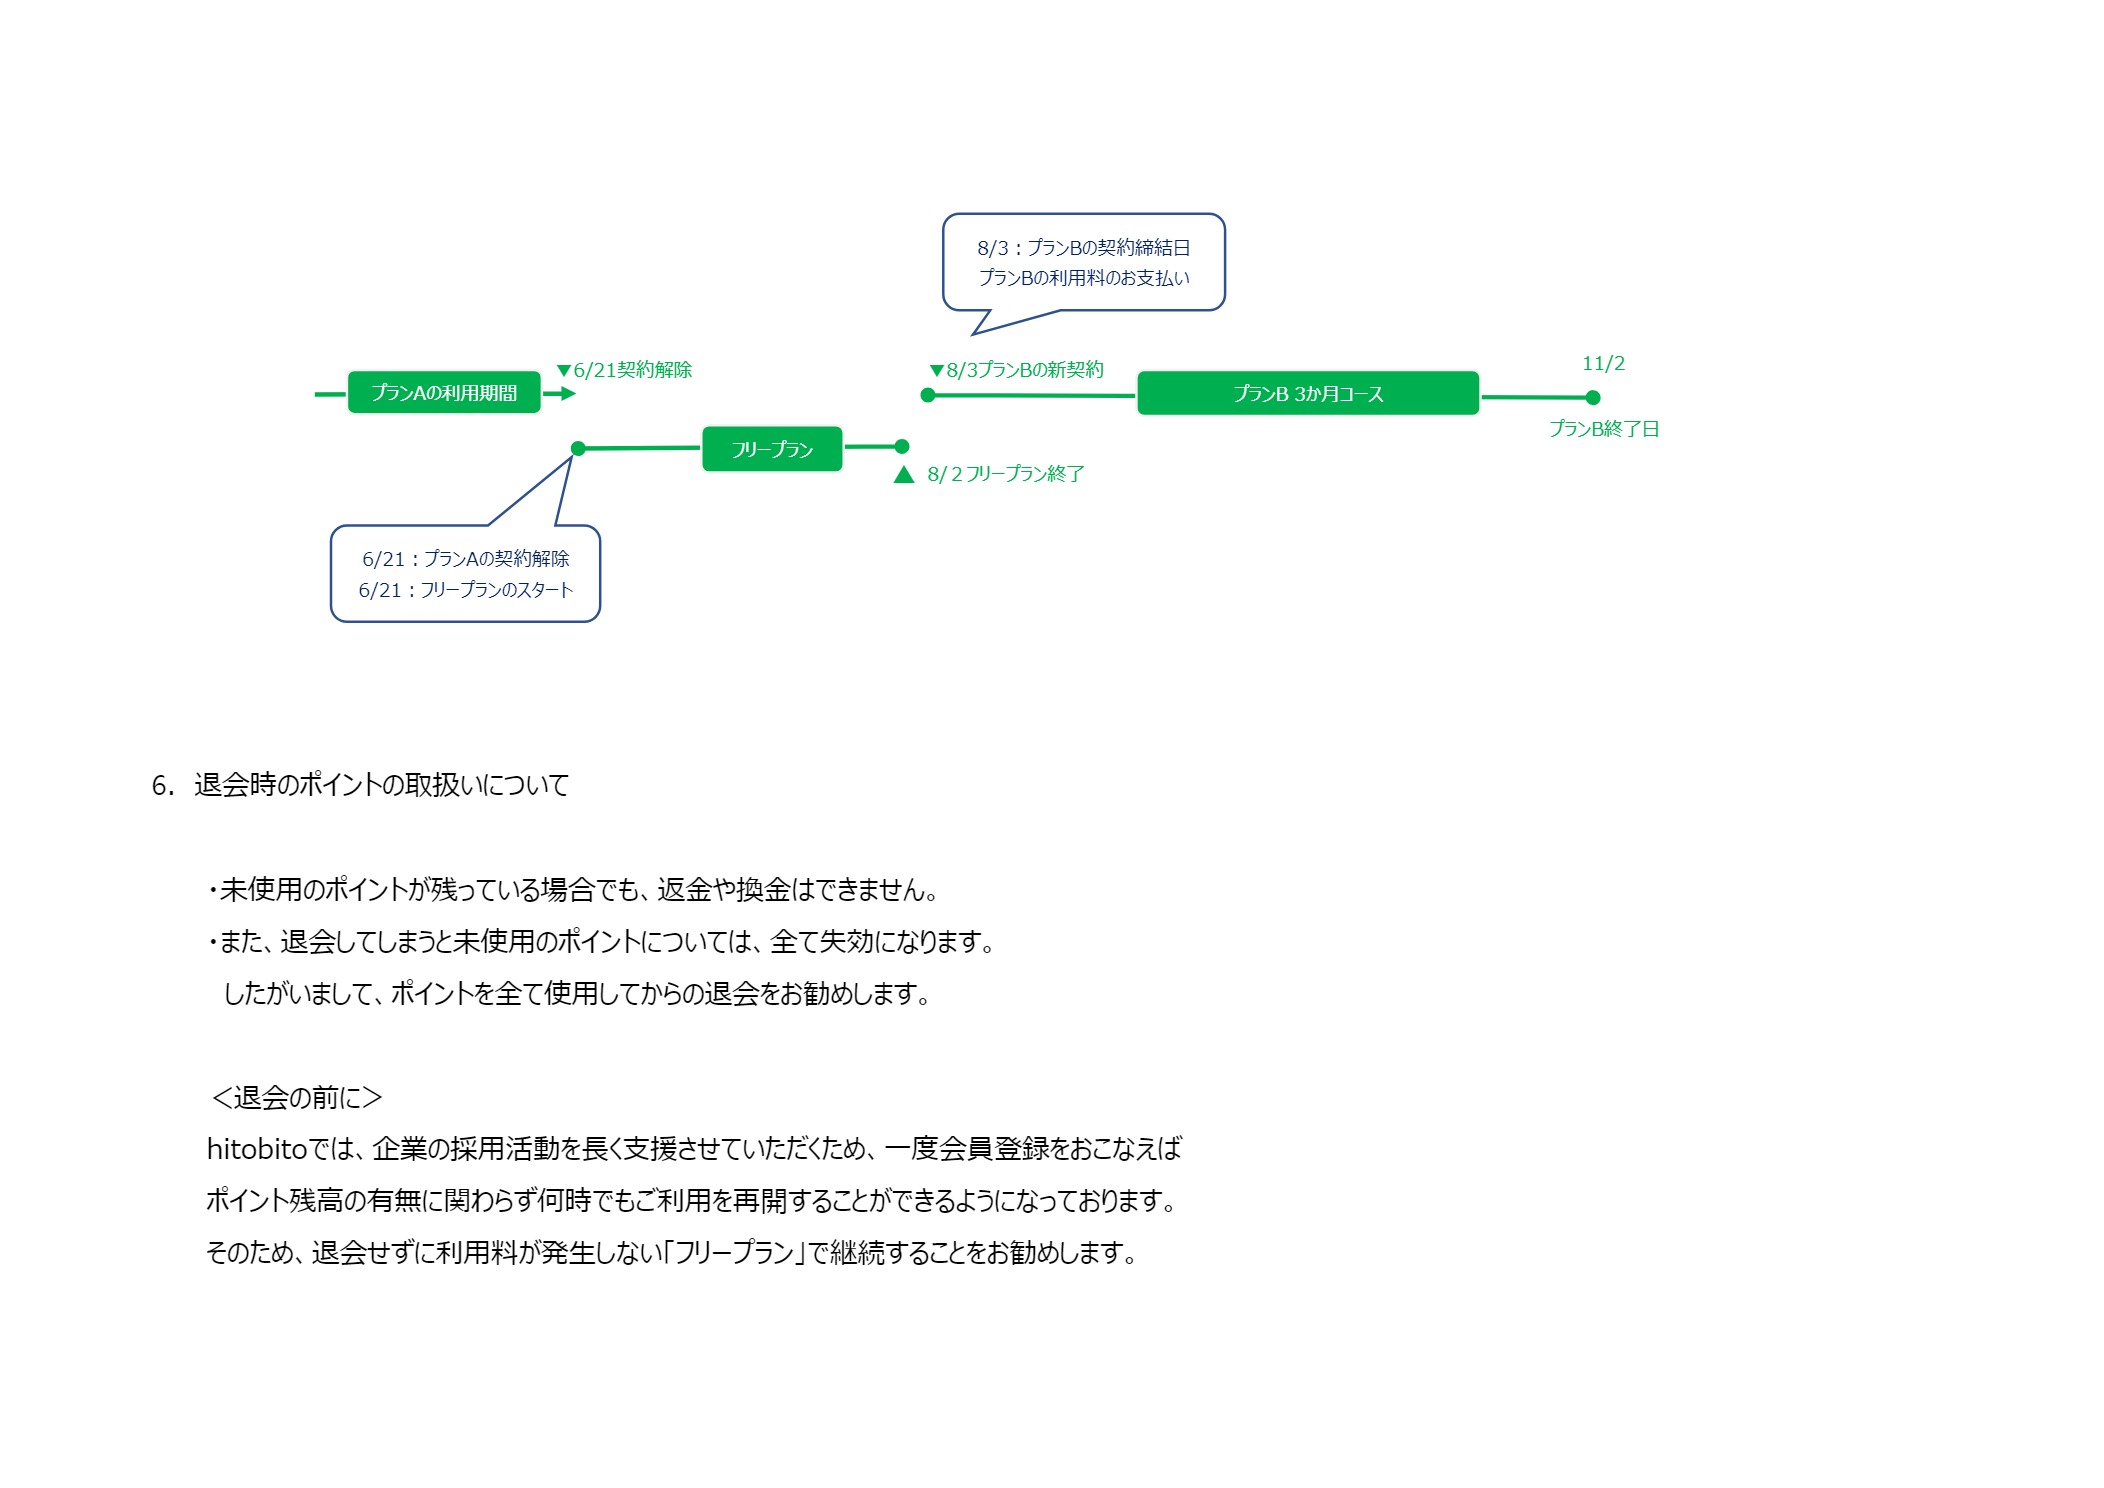 8/3：プランBの契約締結日
プランBの利用料のお支払い
▼6/21契約解除
▼8/3プランBの新契約
11/2
プランAの利用期間
プランB 3か月コース
プランB終了日
フリープラン
▲ 8/２フリープラン終了
6/21：プランAの契約解除
6/21：フリープランのスタート
6. 退会時のポイントの取扱いについて
・未使用のポイントが残っている場合でも、返金や換金はできません。
・また、退会してしまうと未使用のポイントについては、全て失効になります。
したがいまして、ポイントを全て使用してからの退会をお勧めします。
＜退会の前に＞
hitobitoでは、企業の採用活動を長く支援させていただくため、一度会員登録をおこなえば
ポイント残高の有無に関わらず何時でもご利用を再開することができるようになっております。
そのため、退会せずに利用料が発生しない「フリープラン」で継続することをお勧めします。